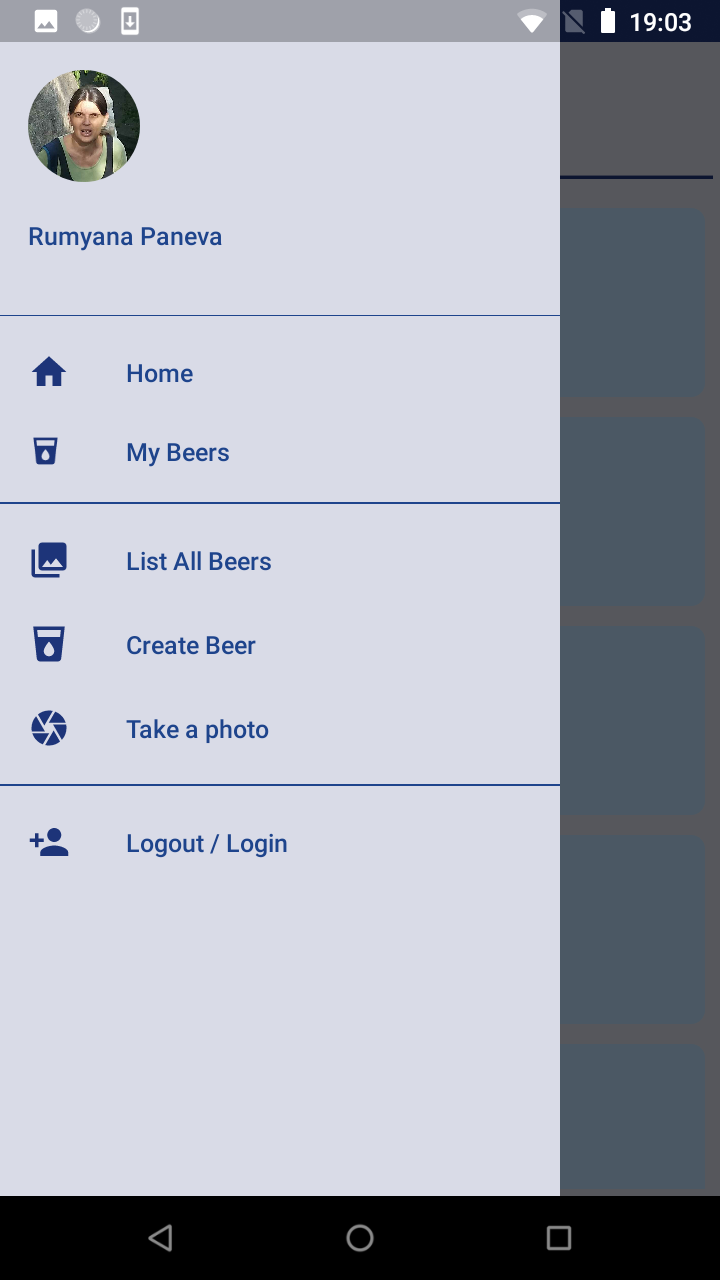 19:03
Rumyana Paneva
Home
My Beers
List All Beers
Create Beer
Take a photo
Logout / Login